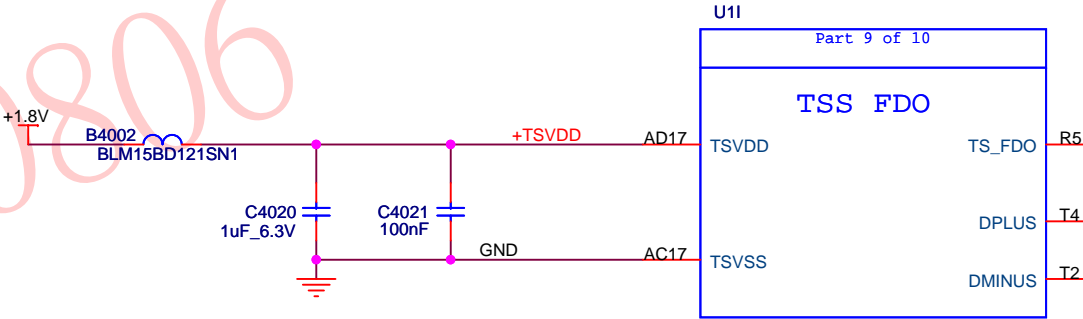 U1I
Part 9 of 10
TSS FDO
0806
+1.8V
B4002
BLM15BD121SN1
+TSVDD
AD17
TSVDD
TS_FDO
R5
C4020
1uF_6.3V
C4021
100nF
DPLUS
T4
GND
AC17
TSVSS
DMINUS
T2